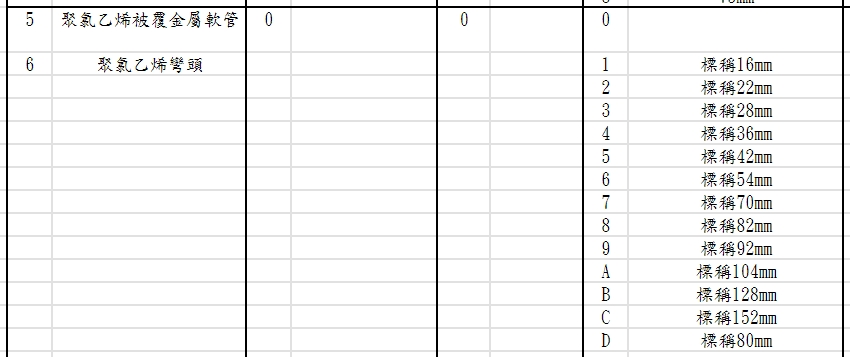 5 聚氯乙烯被覆金屬軟管 0 0 0
6 聚氯乙烯彎頭 1 標稱16mm
2 標稱22mm
3 標稱28mm
4 標稱36mm
5 標稱42mm
6 標稱54mm
7 標稱70mm
8 標稱82mm
9 標稱92mm
A 標稱104mm
B 標稱128mm
C 標稱152mm
D 標稱80mm